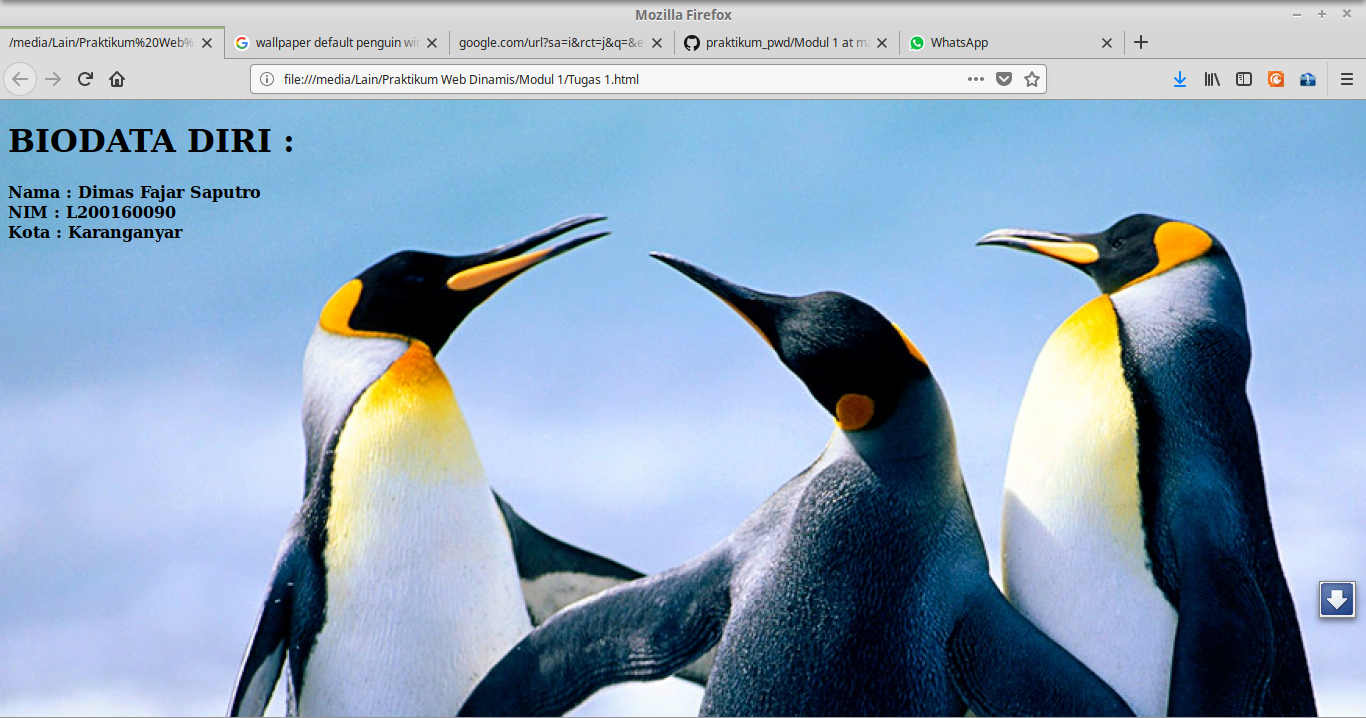 Mozilla Firefox
/media/Lain/Praktikum%20Web%
wallpaper default penguin wi
google.com/url?sa=i&rct=j&q=&e
praktikum_pwd/Modul 1 at m
WhatsApp
file:///media/Lain/Praktikum Web Dinamis/Modul 1/Tugas 1.html
BIODATA DIRI :
Nama : Dimas Fajar Saputro
NIM : L200160090
Kota : Karanganyar